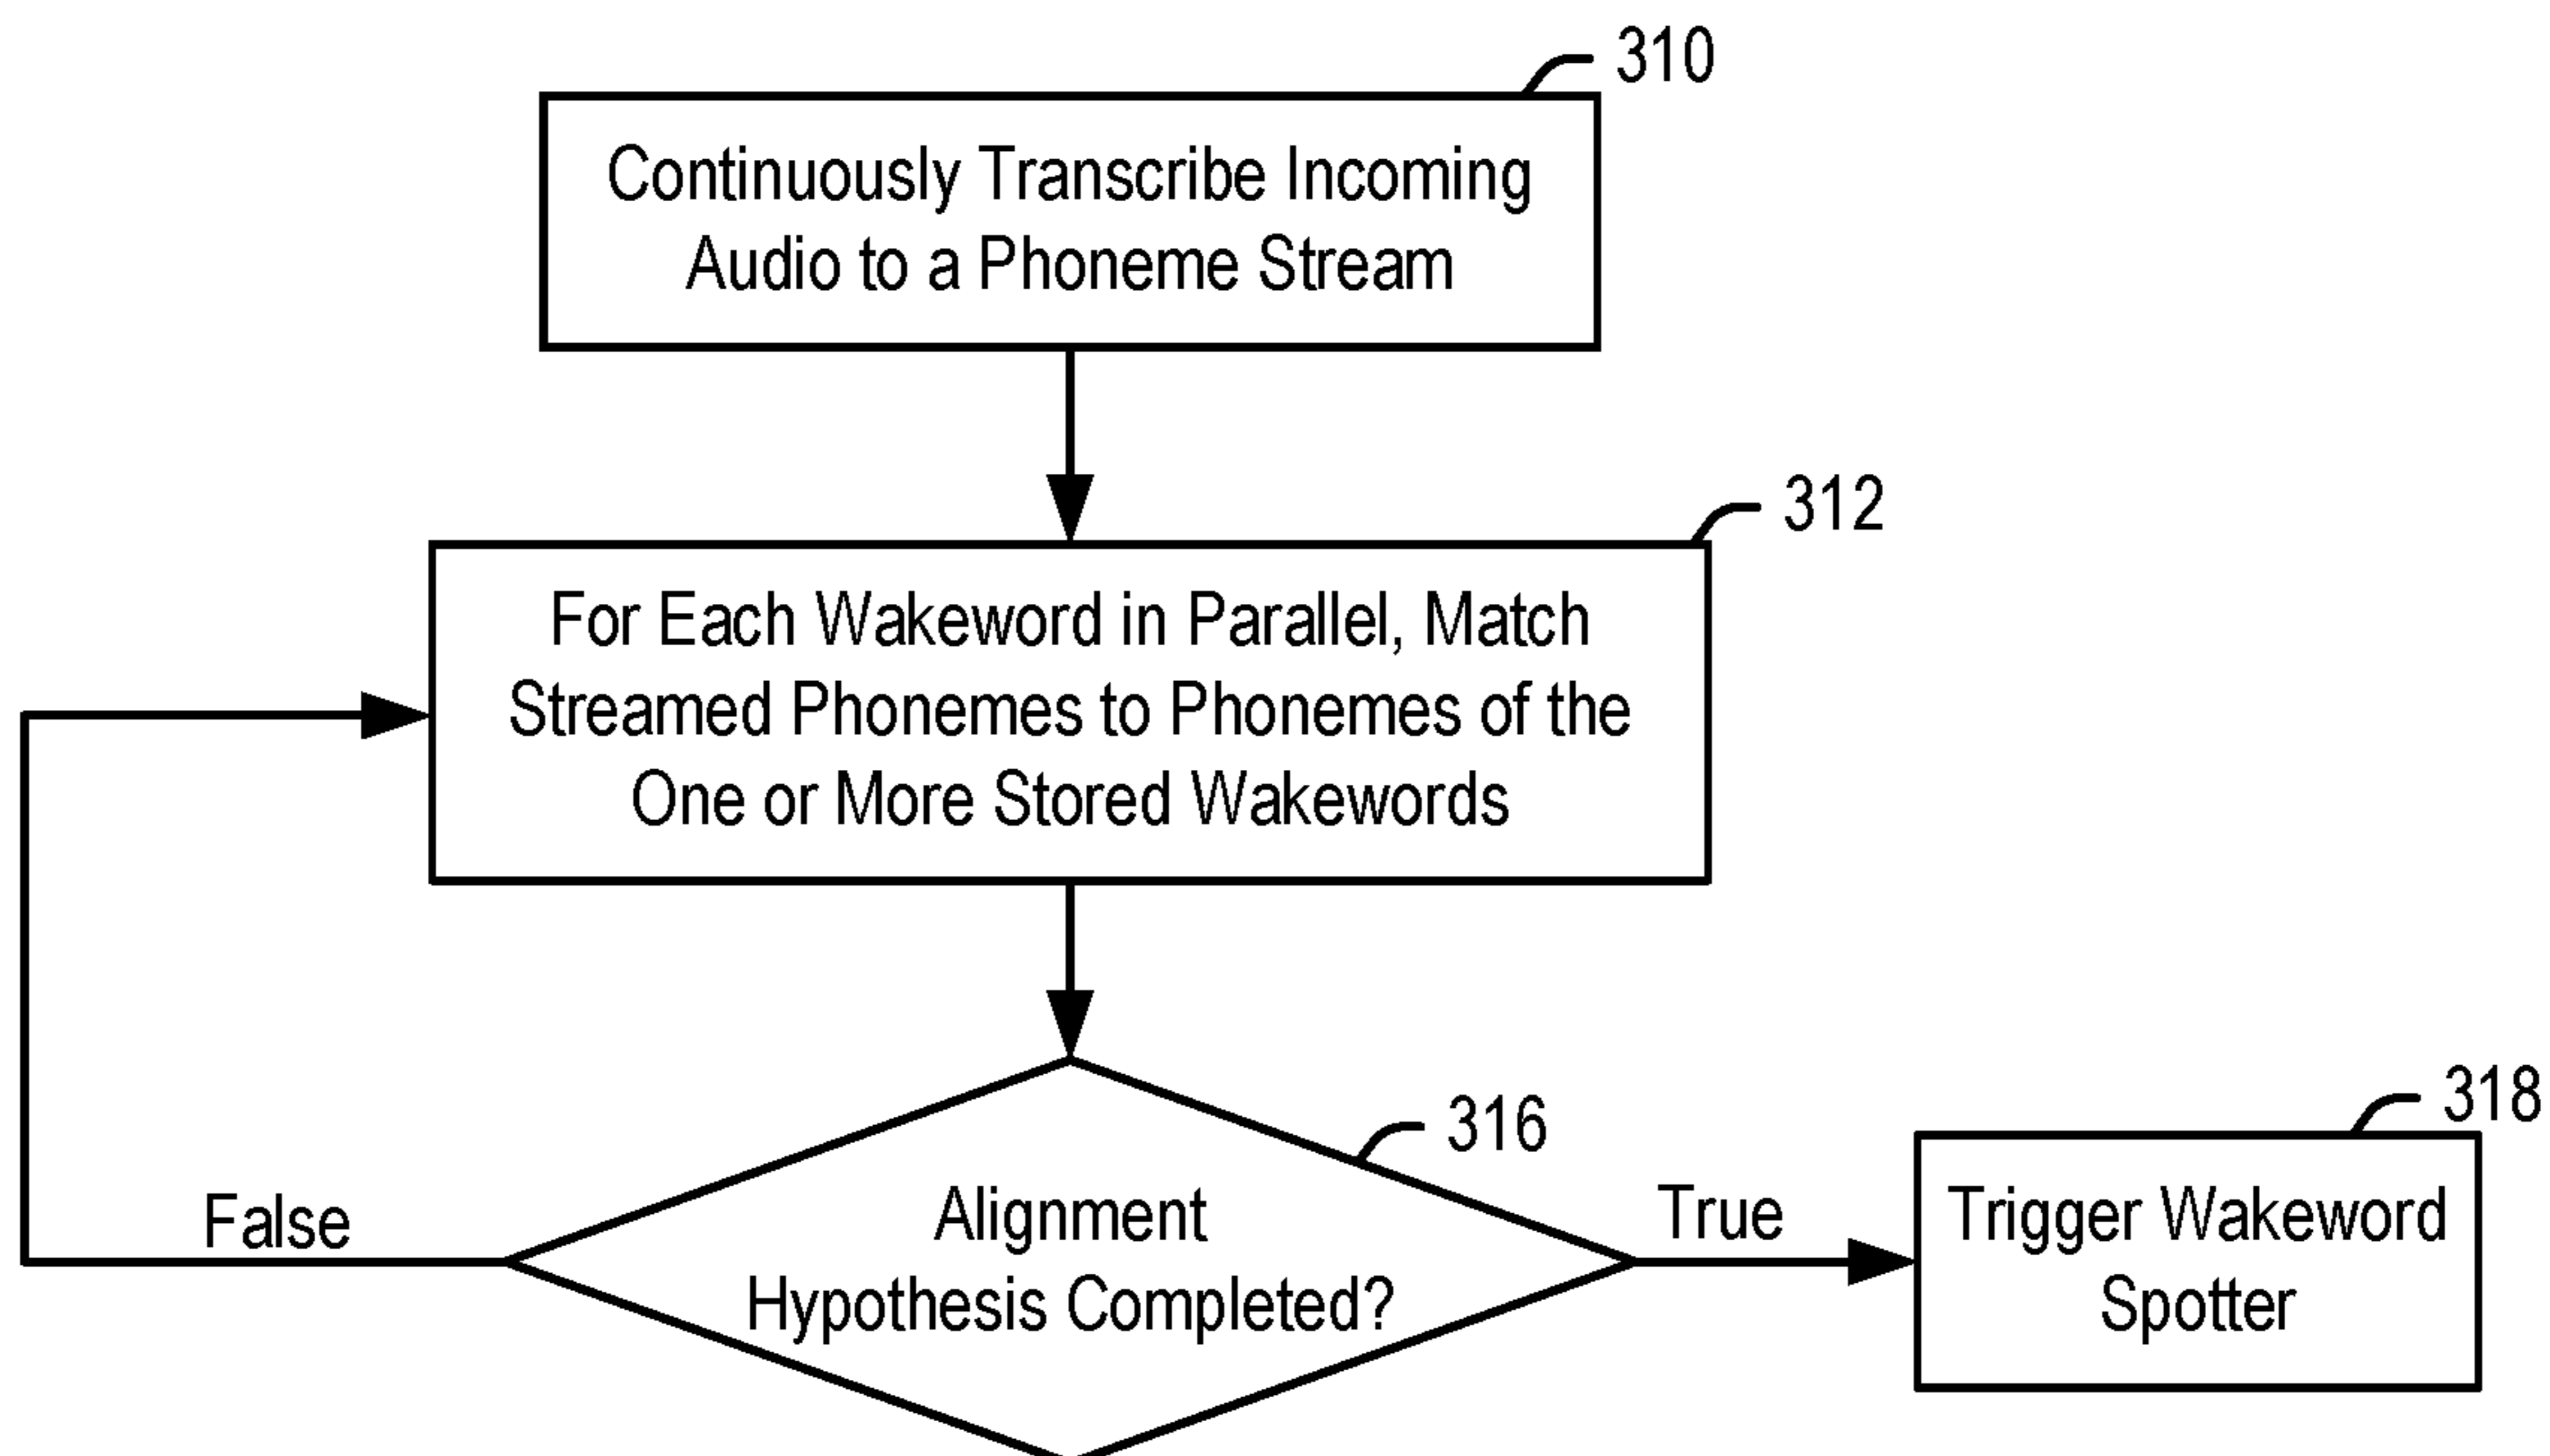 310
Continuously Transcribe Incoming
Audio to a Phoneme Stream
312
For Each Wakeword in Parallel, Match
Streamed Phonemes to Phonemes of the
One or More Stored Wakewords
316
Alignment
Hypothesis Completed?
False
True
318
Trigger Wakeword
Spotter